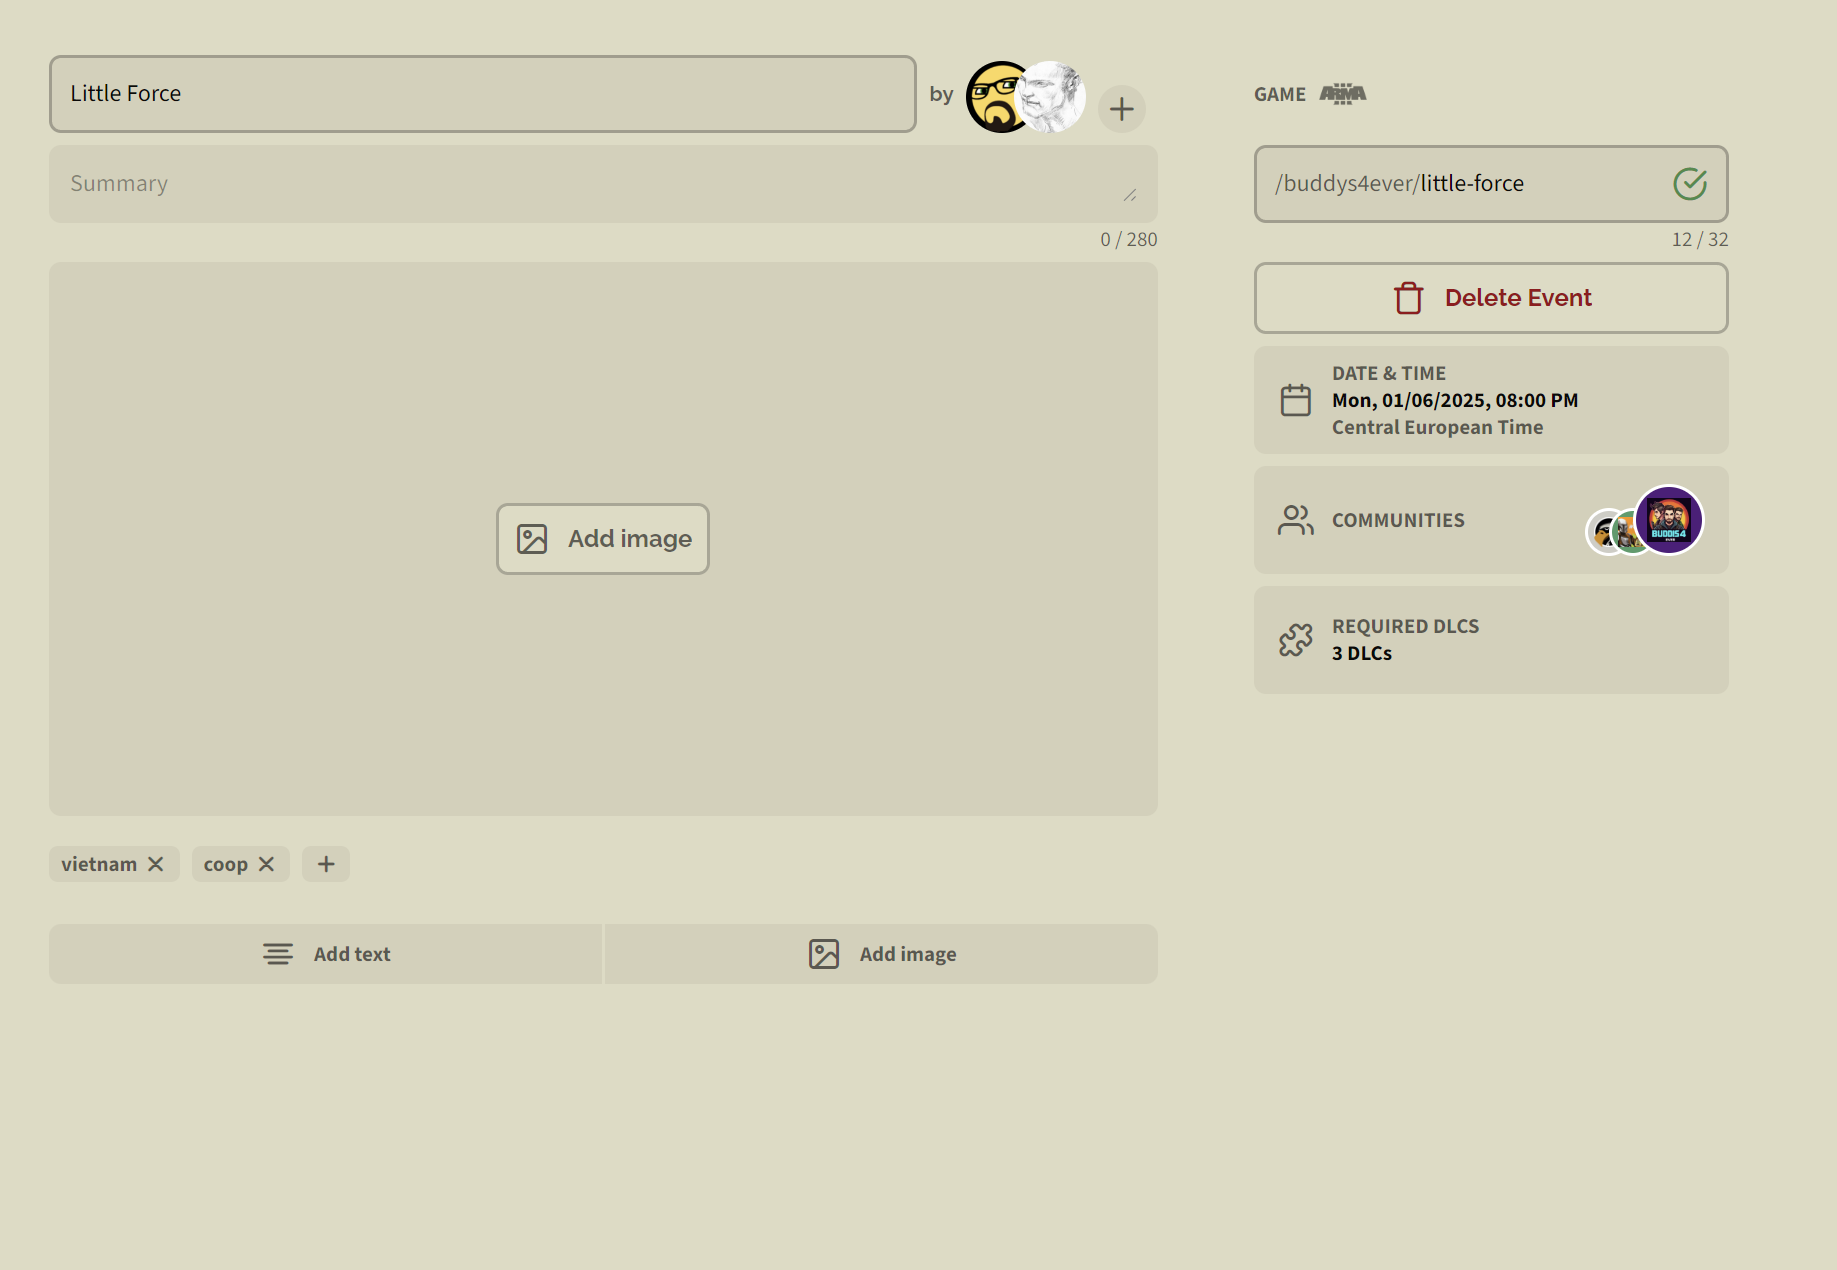 Little Force
by
Summary
0 / 280
Add image
vietnam
coop
Add text
Add image
GAME ARMA
/buddys4ever/little-force
12 / 32
Delete Event
DATE & TIME
Mon, 01/06/2025, 08:00 PM
Central European Time
COMMUNITIES
BUDDIS4
REQUIRED DLCS
3 DLCs